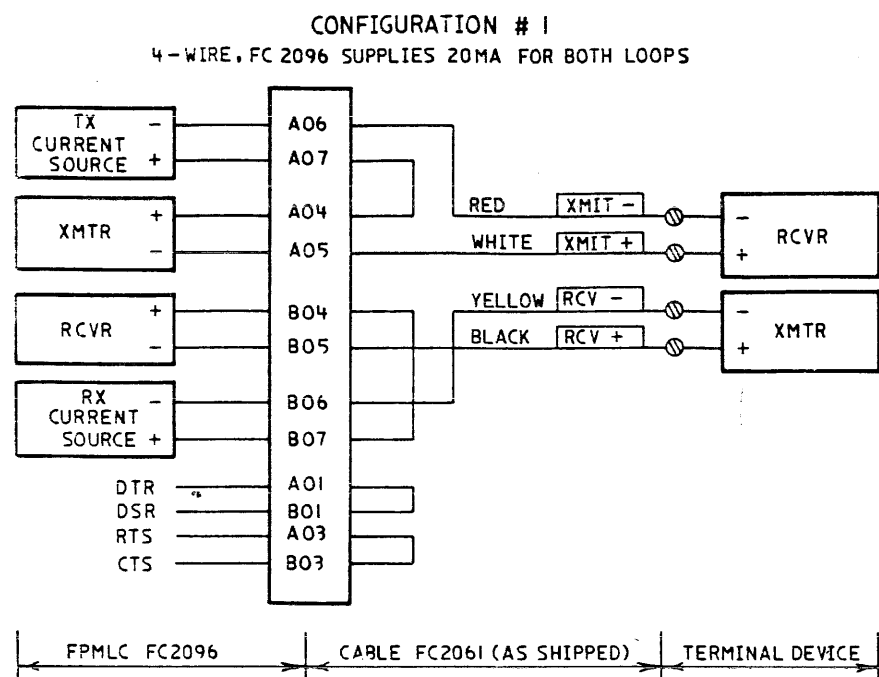 CONFIGURATION # 1
4-WIRE, FC 2096 SUPPLIES 20MA FOR BOTH LOOPS
TX CURRENT SOURCE
-
+
XMTR
+
-
RCVR
+
-
RX CURRENT SOURCE
-
+
DTR
DSR
RTS
CTS
A06
A07
A04
A05
B04
B05
B06
B07
A01
B01
A03
B03
RED XMIT -
WHITE XMIT +
YELLOW RCV -
BLACK RCV +
-
+
RCVR
-
+
XMTR
FPMLC FC2096
CABLE FC2061 (AS SHIPPED)
TERMINAL DEVICE